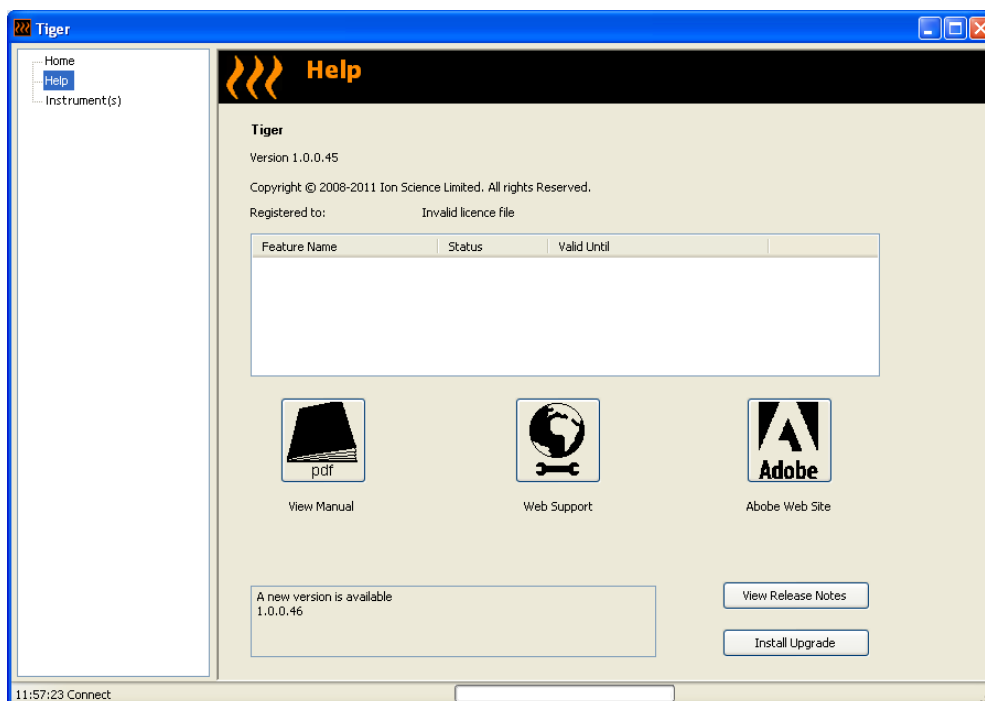 Tiger
Home
Help
Instrument(s)
Help
Tiger
Version 1.0.0.45
Copyright © 2008-2011 Ion Science Limited. All rights Reserved.
Registered to: Invalid licence file
Feature Name Status Valid Until
pdf
Adobe
View Manual Web Support Abobe Web Site
A new version is available
1.0.0.46
View Release Notes
Install Upgrade
11:57:23 Connect